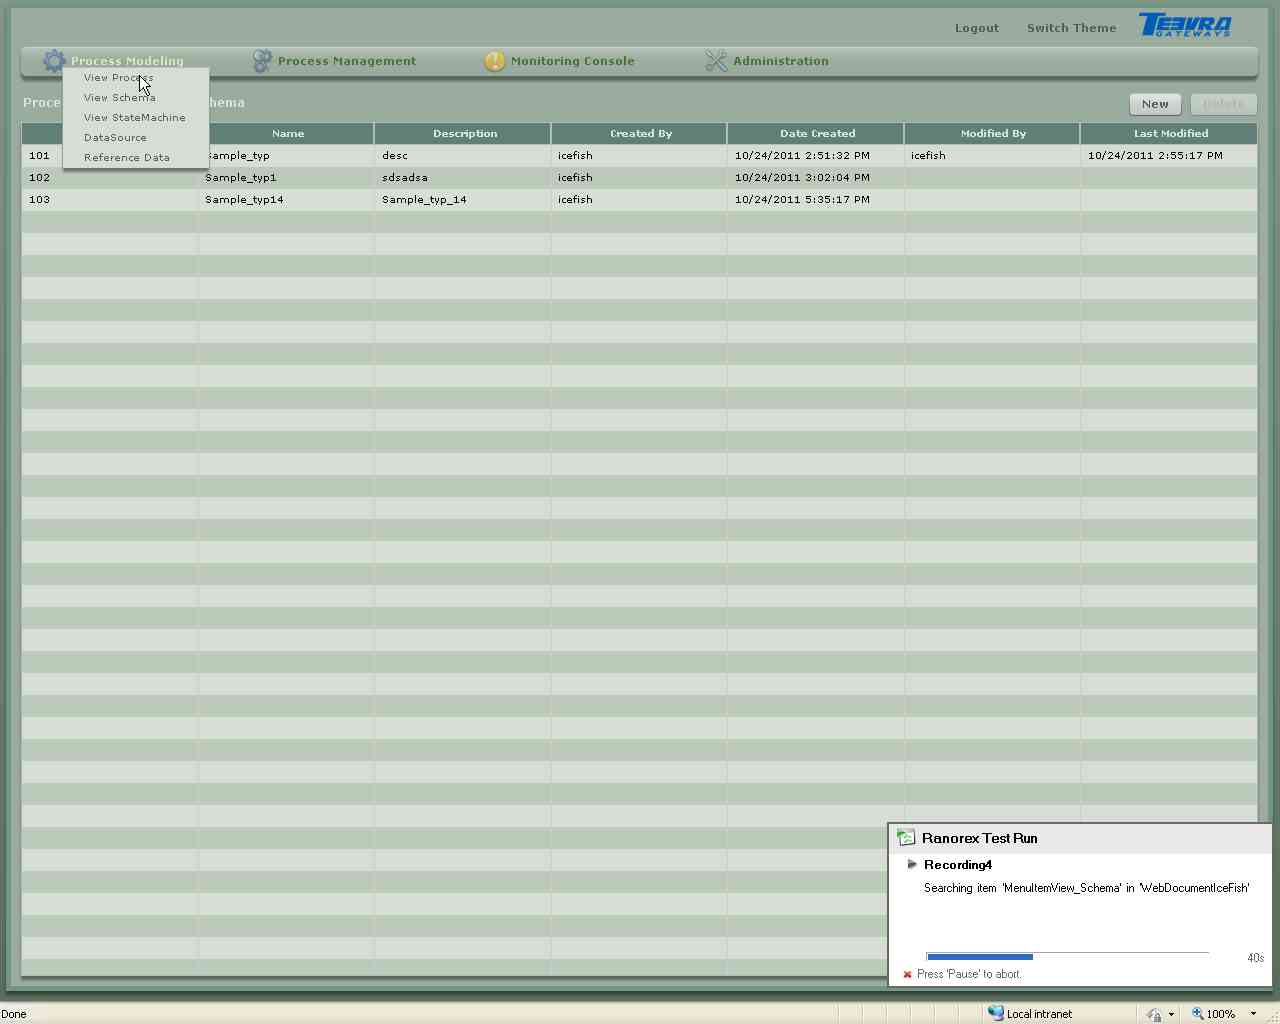 Logout Switch Theme TEEVRA GATEWAYS
Process Modeling Process Management Monitoring Console Administration
View Process
View Schema
View StateMachine
DataSource
Reference Data
Proce hema New Delete
Name Description Created By Date Created Modified By Last Modified
101 Sample_typ desc icefish 10/24/2011 2:51:32 PM icefish 10/24/2011 2:55:17 PM
102 Sample_typ1 sdsadsa icefish 10/24/2011 3:02:04 PM
103 Sample_typ14 Sample_typ_14 icefish 10/24/2011 5:35:17 PM
Ranorex Test Run
Recording4
Searching item 'MenuItemView_Schema' in 'WebDocumentIceFish'
40s
Press 'Pause' to abort.
Done Local intranet 100%